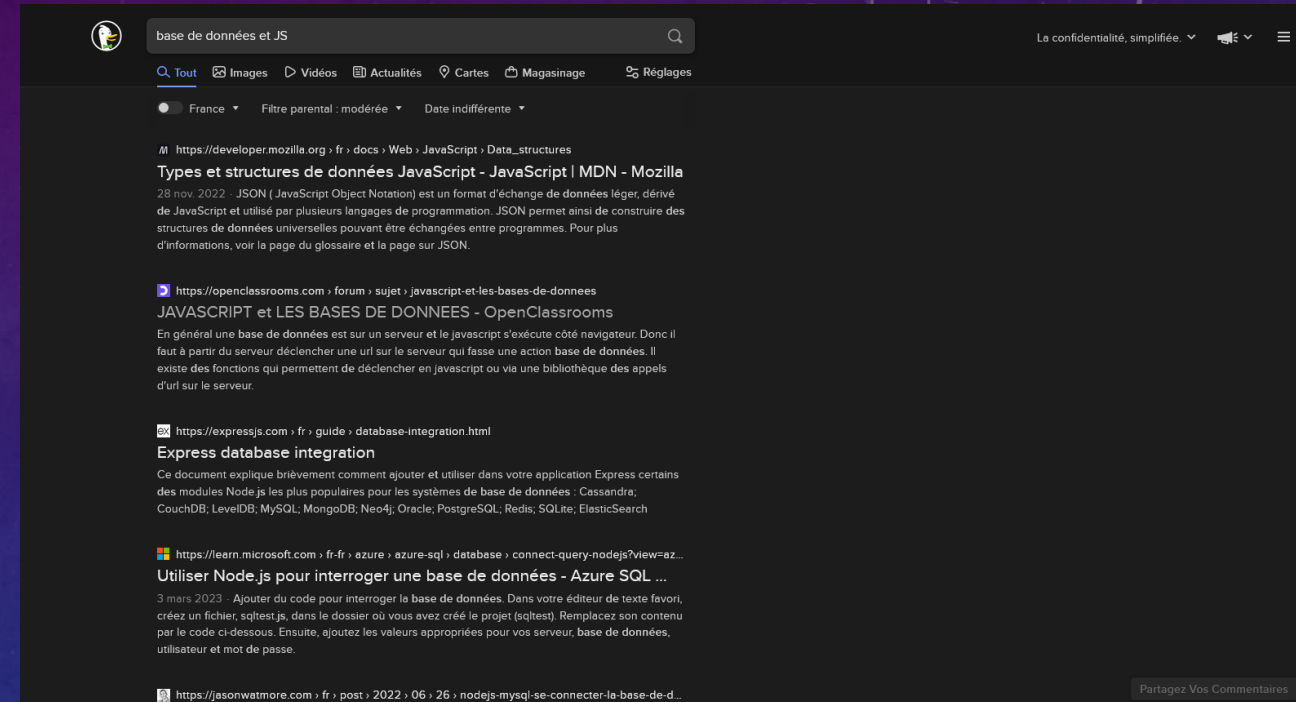 base de données et JS
La confidentialité, simplifiée.
Tout Images Vidéos Actualités Cartes Magasinage Réglages
France Filtre parental : modérée Date indifférente
https://developer.mozilla.org › fr › docs › Web › JavaScript › Data_structures
Types et structures de données JavaScript - JavaScript | MDN - Mozilla
28 nov. 2022 · JSON ( JavaScript Object Notation) est un format d'échange de données léger, dérivé
de JavaScript et utilisé par plusieurs langages de programmation. JSON permet ainsi de construire des
structures de données universelles pouvant être échangées entre programmes. Pour plus
d'informations, voir la page du glossaire et la page sur JSON.
https://openclassrooms.com › forum › sujet › javascript-et-les-bases-de-donnees
JAVASCRIPT et LES BASES DE DONNEES - OpenClassrooms
En général une base de données est sur un serveur et le javascript s'exécute côté navigateur. Donc il
faut à partir du serveur déclencher une url sur le serveur qui fasse une action base de données. Il
existe des fonctions qui permettent de déclencher en javascript ou via une bibliothèque des appels
d'url sur le serveur.
ex https://expressjs.com › fr › guide › database-integration.html
Express database integration
Ce document explique brièvement comment ajouter et utiliser dans votre application Express certains
des modules Node.js les plus populaires pour les systèmes de base de données : Cassandra;
CouchDB; LevelDB; MySQL; MongoDB; Neo4j; Oracle; PostgreSQL; Redis; SQLite; ElasticSearch
https://learn.microsoft.com › fr-fr › azure › azure-sql › database › connect-query-nodejs?view=az...
Utiliser Node.js pour interroger une base de données - Azure SQL ...
3 mars 2023 · Ajouter du code pour interroger la base de données. Dans votre éditeur de texte favori,
créez un fichier, sqltest.js, dans le dossier où vous avez créé le projet (sqltest). Remplacez son contenu
par le code ci-dessous. Ensuite, ajoutez les valeurs appropriées pour vos serveur, base de données,
utilisateur et mot de passe.
https://jasonwatmore.com › fr › post › 2022 › 06 › 26 › nodejs-mysql-se-connecter-la-base-de-d...
Partagez Vos Commentaires